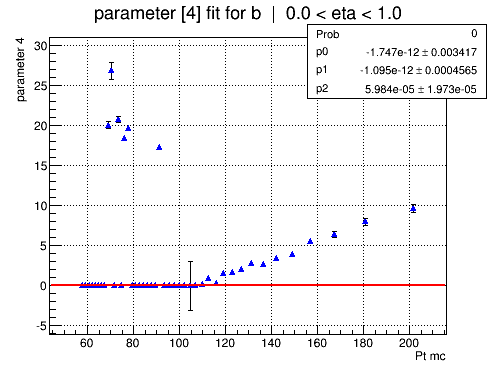 parameter [4] fit for b | 0.0 < eta < 1.0
Prob 0
p0 -1.747e-12 ± 0.003417
p1 -1.095e-12 ± 0.0004565
p2 5.984e-05 ± 1.973e-05
parameter 4
30
25
20
15
10
5
0
-5
60 80 100 120 140 160 180 200
Pt mc